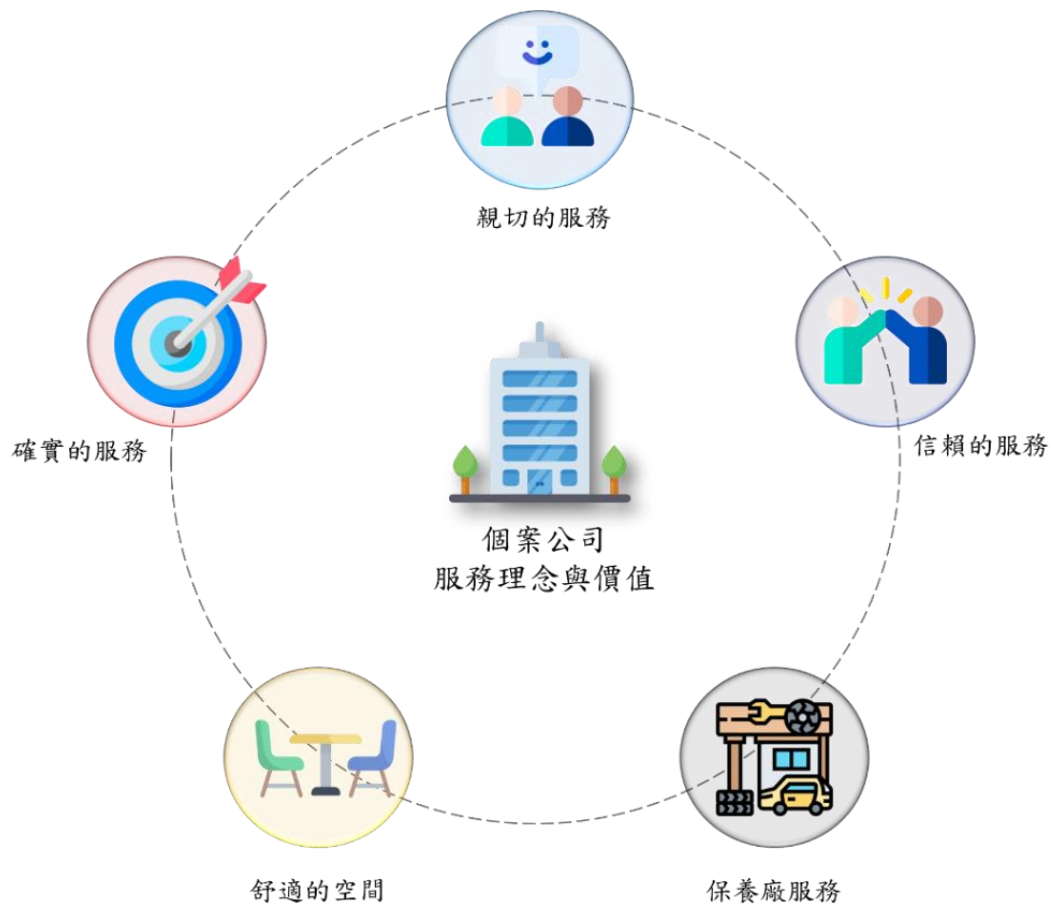 親切的服務
確實的服務
信賴的服務
個案公司
服務理念與價值
舒適的空間
保養廠服務